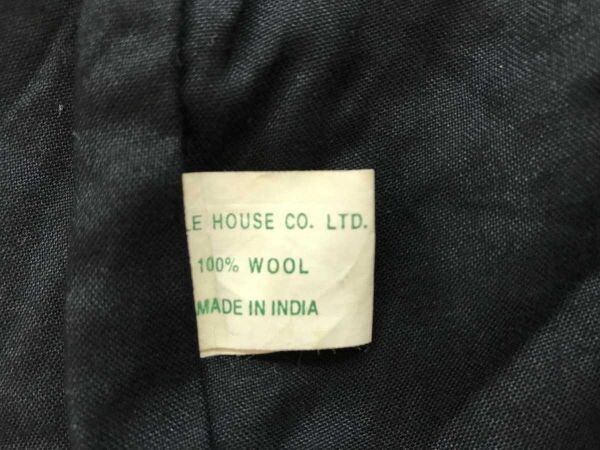 LE HOUSE CO. LTD.
100% WOOL
MADE IN INDIA